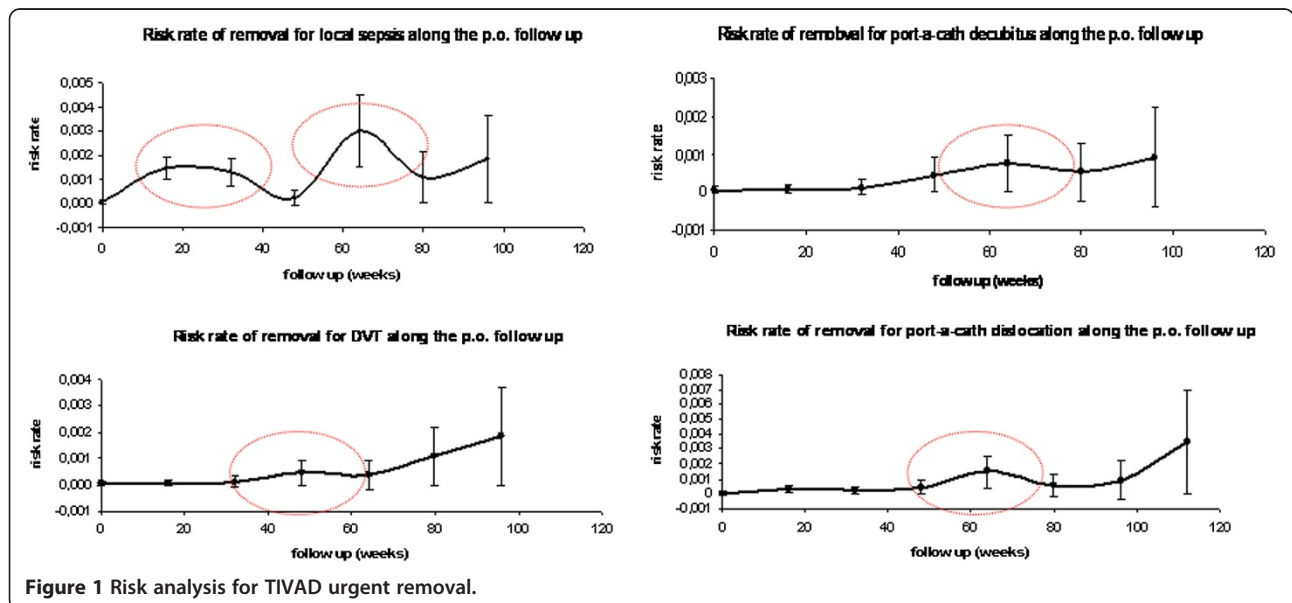 Risk rate of removal for local sepsis along the p.o. follow up
0,005
0,004
0,003
0,002
0,001
0,000
-0,001
risk rate
0 20 40 60 80 100 120
follow up (weeks)
Risk rate of remobval for port-a-cath decubitus along the p.o. follow up
0,003
0,002
0,001
0
-0,001
risk rate
0 20 40 60 80 100 120
follow up (weeks)
Risk rate of removal for DVT along the p.o. follow up
0,004
0,003
0,002
0,001
0,000
-0,001
risk rate
0 20 40 60 80 100 120
follow up (weeks)
Risk rate of removal for port-a-cath dislocation along the p.o. follow up
0,008
0,007
0,006
0,005
0,004
0,003
0,002
0,001
0
-0,001
risk rate
0 20 40 60 80 100 120
follow up (weeks)
Figure 1 Risk analysis for TIVAD urgent removal.